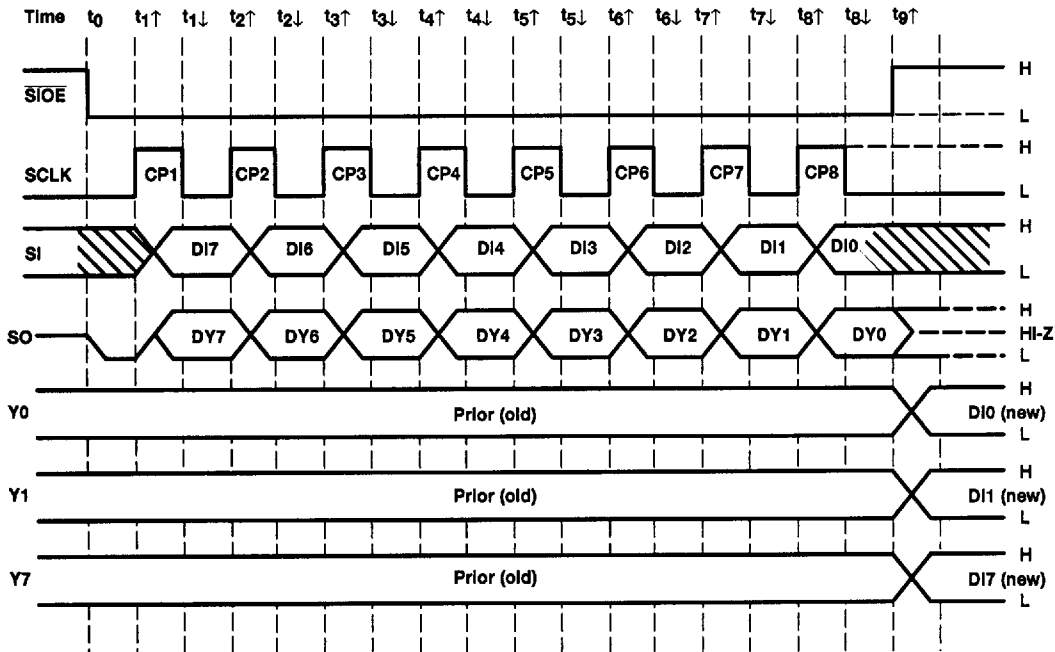 Time t0 t1↑ t1↓ t2↑ t2↓ t3↑ t3↓ t4↑ t4↓ t5↑ t5↓ t6↑ t6↓ t7↑ t7↓ t8↑ t8↓ t9↑
H
SIOE
L
H
SCLK CP1 CP2 CP3 CP4 CP5 CP6 CP7 CP8
L
H
SI DI7 DI6 DI5 DI4 DI3 DI2 DI1 DI0
L
H
SO DY7 DY6 DY5 DY4 DY3 DY2 DY1 DY0 HI-Z
L
H
Y0 Prior (old) DI0 (new)
L
H
Y1 Prior (old) DI1 (new)
L
H
Y7 Prior (old) DI7 (new)
L